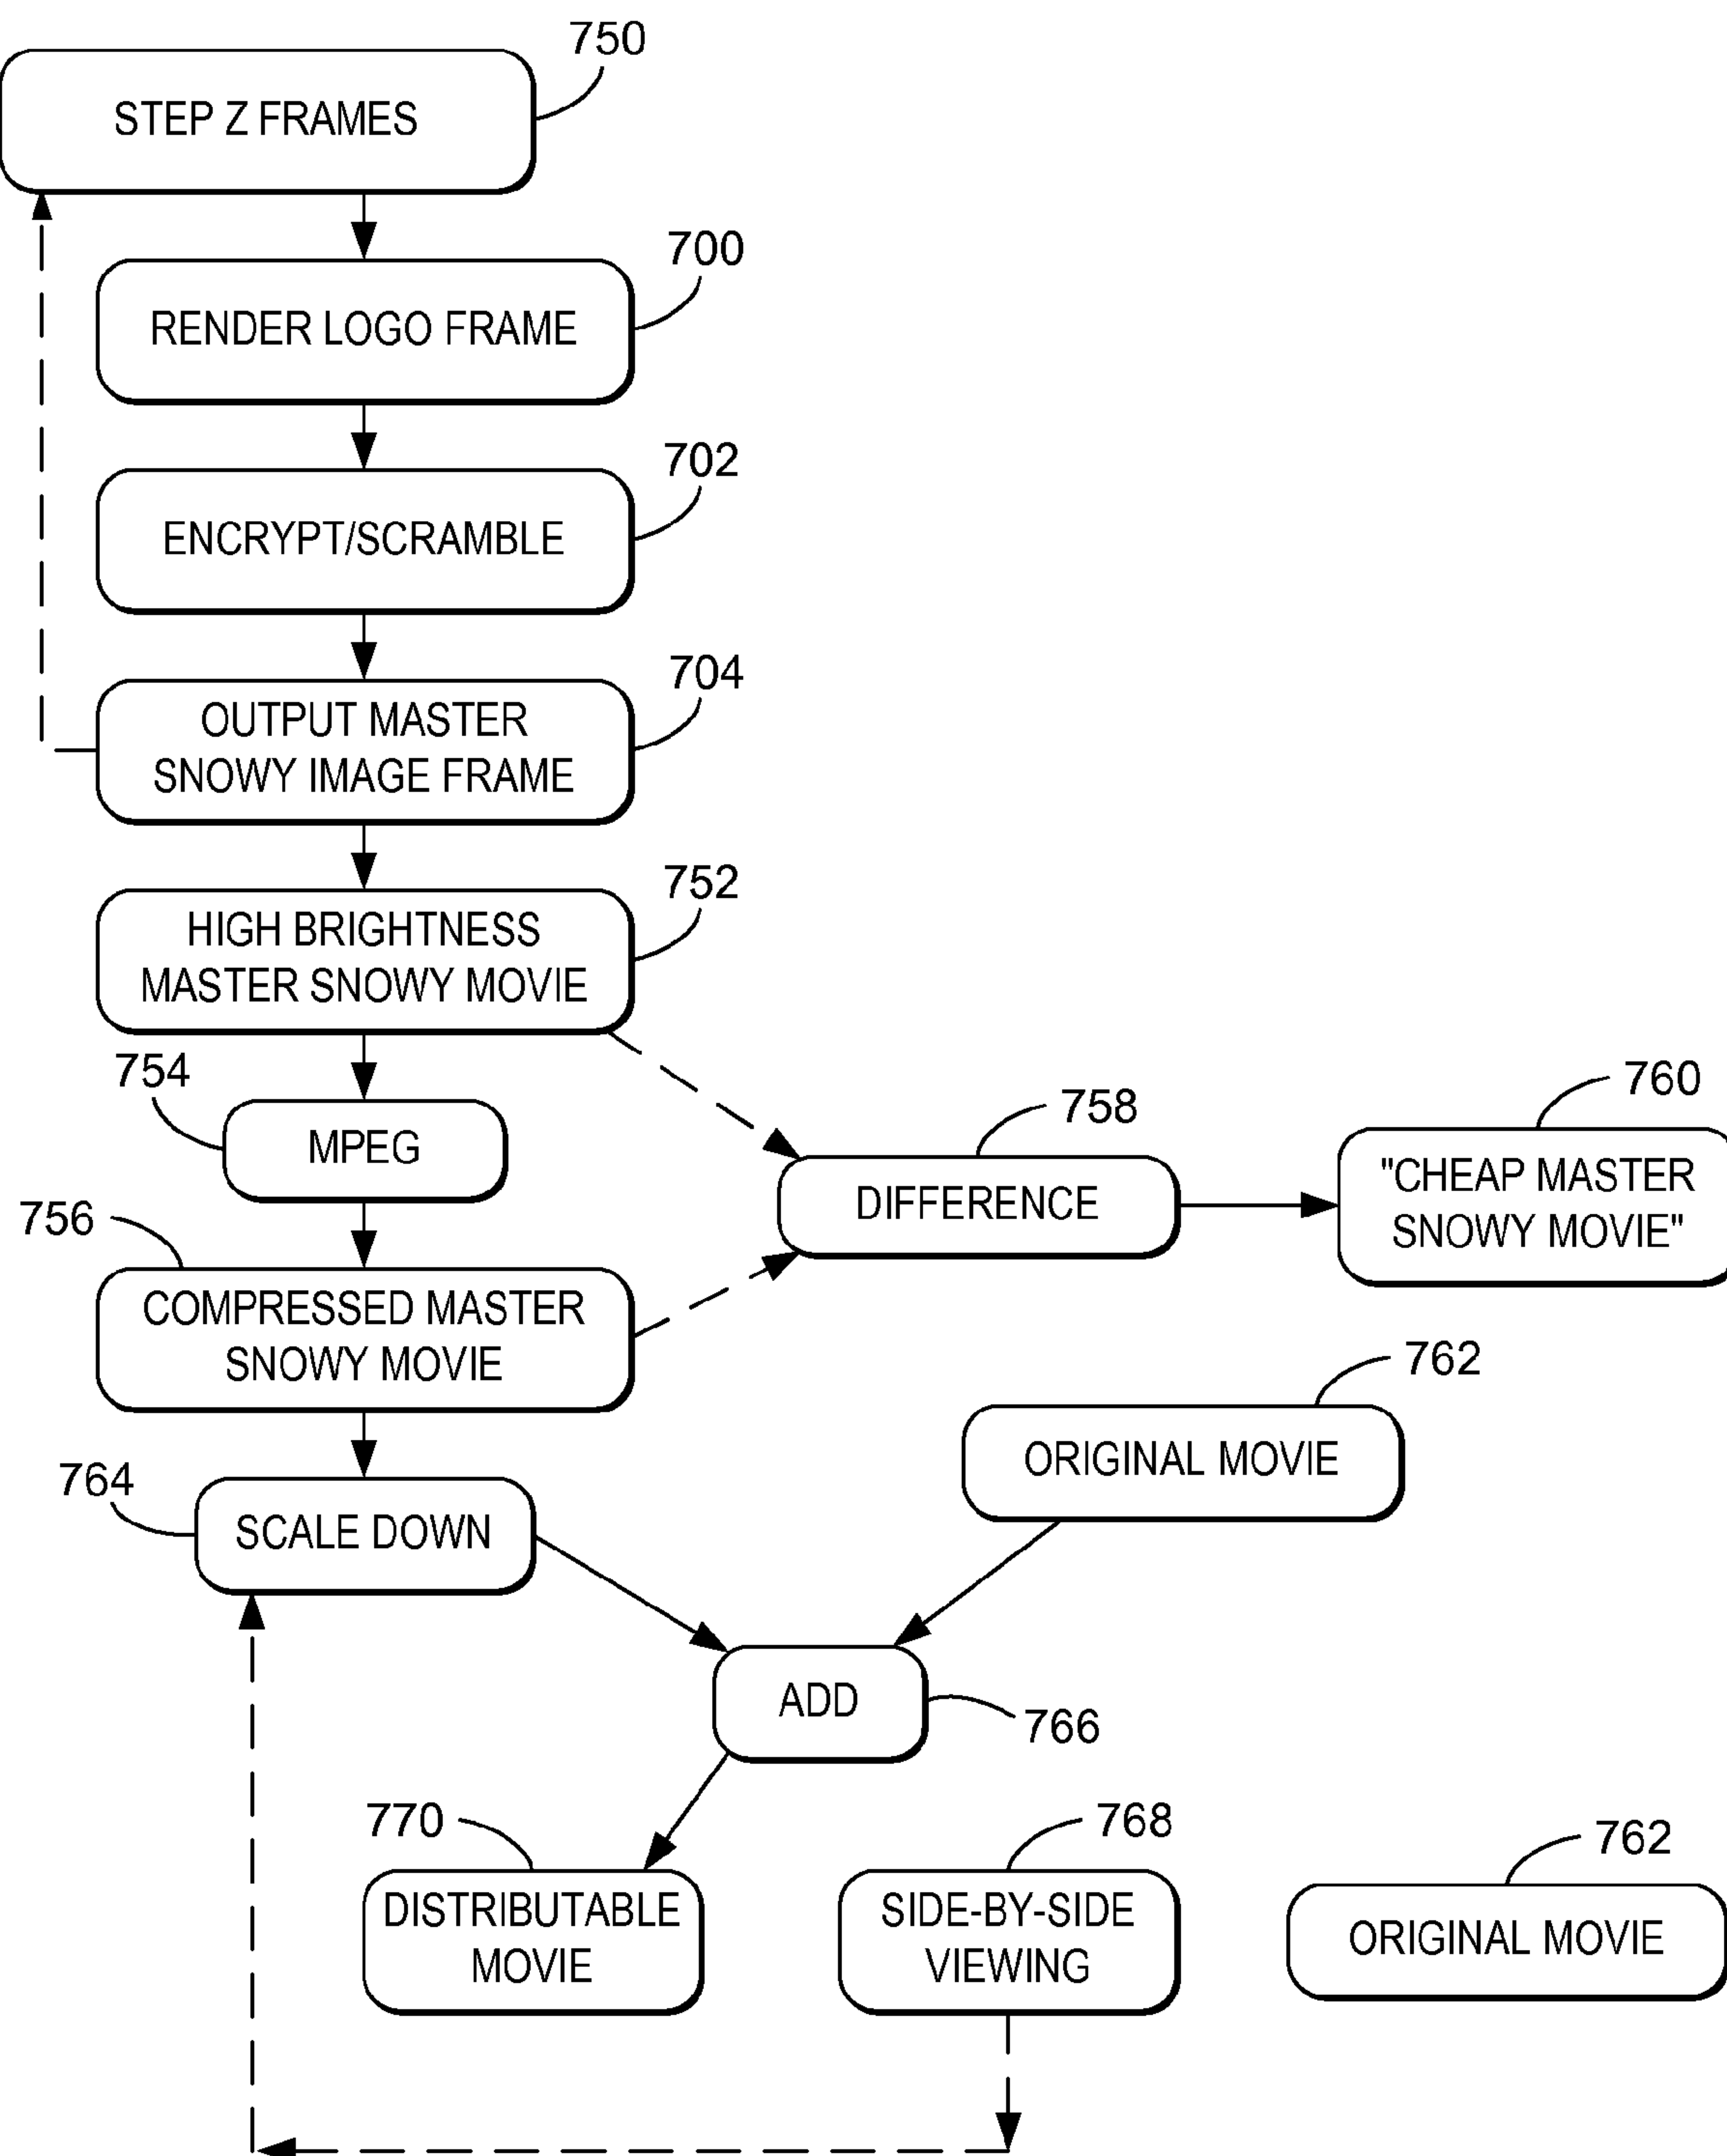 750
STEP Z FRAMES
700
RENDER LOGO FRAME
702
ENCRYPT/SCRAMBLE
704
OUTPUT MASTER
SNOWY IMAGE FRAME
752
HIGH BRIGHTNESS
MASTER SNOWY MOVIE
754
MPEG
758
DIFFERENCE
760
"CHEAP MASTER
SNOWY MOVIE"
756
COMPRESSED MASTER
SNOWY MOVIE
762
ORIGINAL MOVIE
764
SCALE DOWN
ADD
766
770
DISTRIBUTABLE
MOVIE
768
SIDE-BY-SIDE
VIEWING
762
ORIGINAL MOVIE